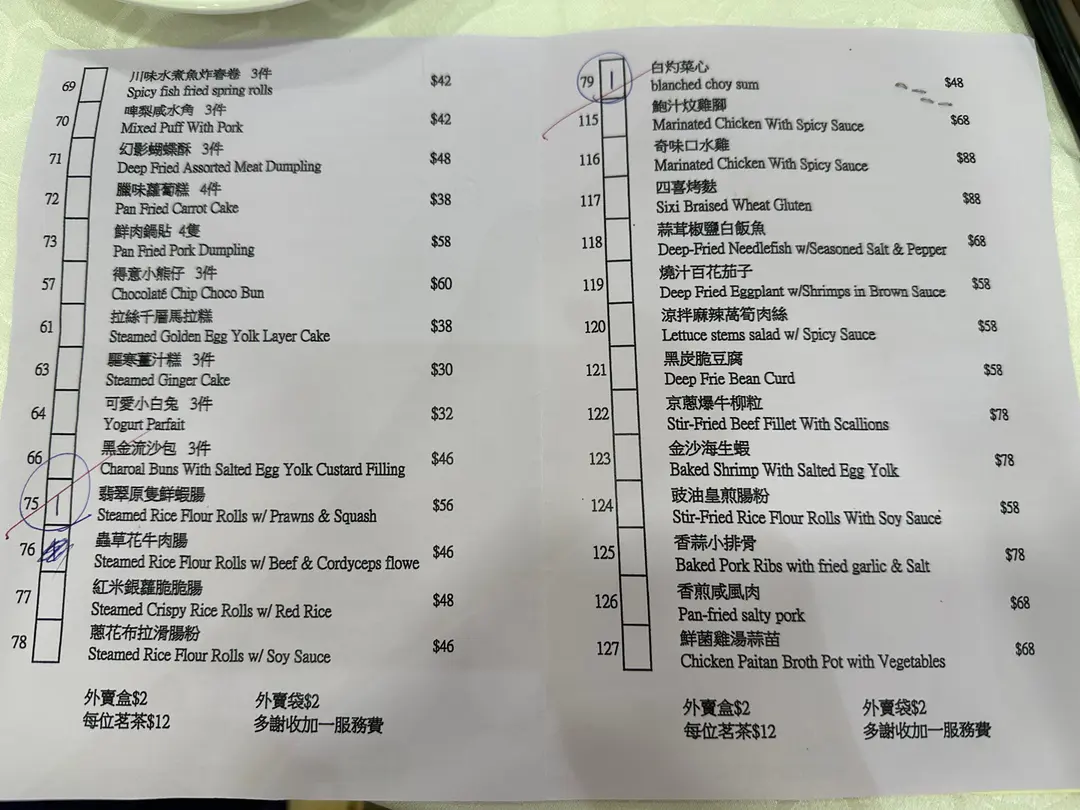 69 川味水煮魚炸春卷 3件
Spicy fish fried spring rolls $42
70 啤梨咸水角 3件
Mixed Puff With Pork $42
71 幻影蝴蝶酥 3件
Deep Fried Assorted Meat Dumpling $48
72 臘味蘿蔔糕 4件
Pan Fried Carrot Cake $38
73 鮮肉鍋貼 4隻
Pan Fried Pork Dumpling $58
57 得意小熊仔 3件
Chocolate Chip Choco Bun $60
61 拉絲千層馬拉糕
Steamed Golden Egg Yolk Layer Cake $38
63 驅寒薑汁糕 3件
Steamed Ginger Cake $30
64 可愛小白兔 3件
Yogurt Parfait $32
66 黑金流沙包 3件
Charoal Buns With Salted Egg Yolk Custard Filling $46
75 1 翡翠原隻鮮蝦腸
Steamed Rice Flour Rolls w/ Prawns & Squash $56
76 蟲草花牛肉腸
Steamed Rice Flour Rolls w/ Beef & Cordyceps flowe $46
77 紅米銀蘿脆脆腸
Steamed Crispy Rice Rolls w/ Red Rice $48
78 蔥花布拉滑腸粉
Steamed Rice Flour Rolls w/ Soy Sauce $46
外賣盒$2 外賣袋$2
每位茗茶$12 多謝收加一服務費
79 1 白灼菜心
blanched choy sum $48
115 鮑汁炆雞腳
Marinated Chicken With Spicy Sauce $68
116 奇味口水雞
Marinated Chicken With Spicy Sauce $88
117 四喜烤麩
Sixi Braised Wheat Gluten $88
118 蒜茸椒鹽白飯魚
Deep-Fried Needlefish w/Seasoned Salt & Pepper $68
119 燒汁百花茄子
Deep Fried Eggplant w/Shrimps in Brown Sauce $58
120 涼拌麻辣萵筍肉絲
Lettuce stems salad w/ Spicy Sauce $58
121 黑炭脆豆腐
Deep Frie Bean Curd $58
122 京蔥爆牛柳粒
Stir-Fried Beef Fillet With Scallions $78
123 金沙海生蝦
Baked Shrimp With Salted Egg Yolk $78
124 豉油皇煎腸粉
Stir-Fried Rice Flour Rolls With Soy Sauce $58
125 香蒜小排骨
Baked Pork Ribs with fried garlic & Salt $78
126 香煎咸風肉
Pan-fried salty pork $68
127 鮮菌雞湯蒜苗
Chicken Paitan Broth Pot with Vegetables $68
外賣盒$2 外賣袋$2
每位茗茶$12 多謝收加一服務費